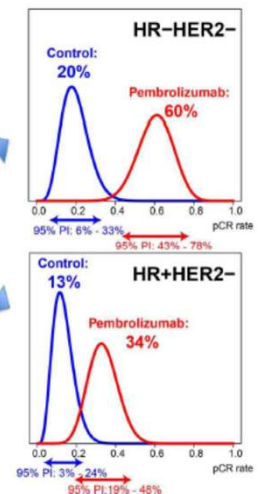 HR−HER2−
Control:
20%
Pembrolizumab:
60%
0.0 0.2 0.4 0.6 0.8 1.0
pCR rate
95% PI: 6% - 33%
95% PI: 43% - 78%
HR+HER2−
Control:
13%
Pembrolizumab:
34%
0.0 0.2 0.4 0.6 0.8 1.0
pCR rate
95% PI: 3% - 24%
95% PI:19% - 48%